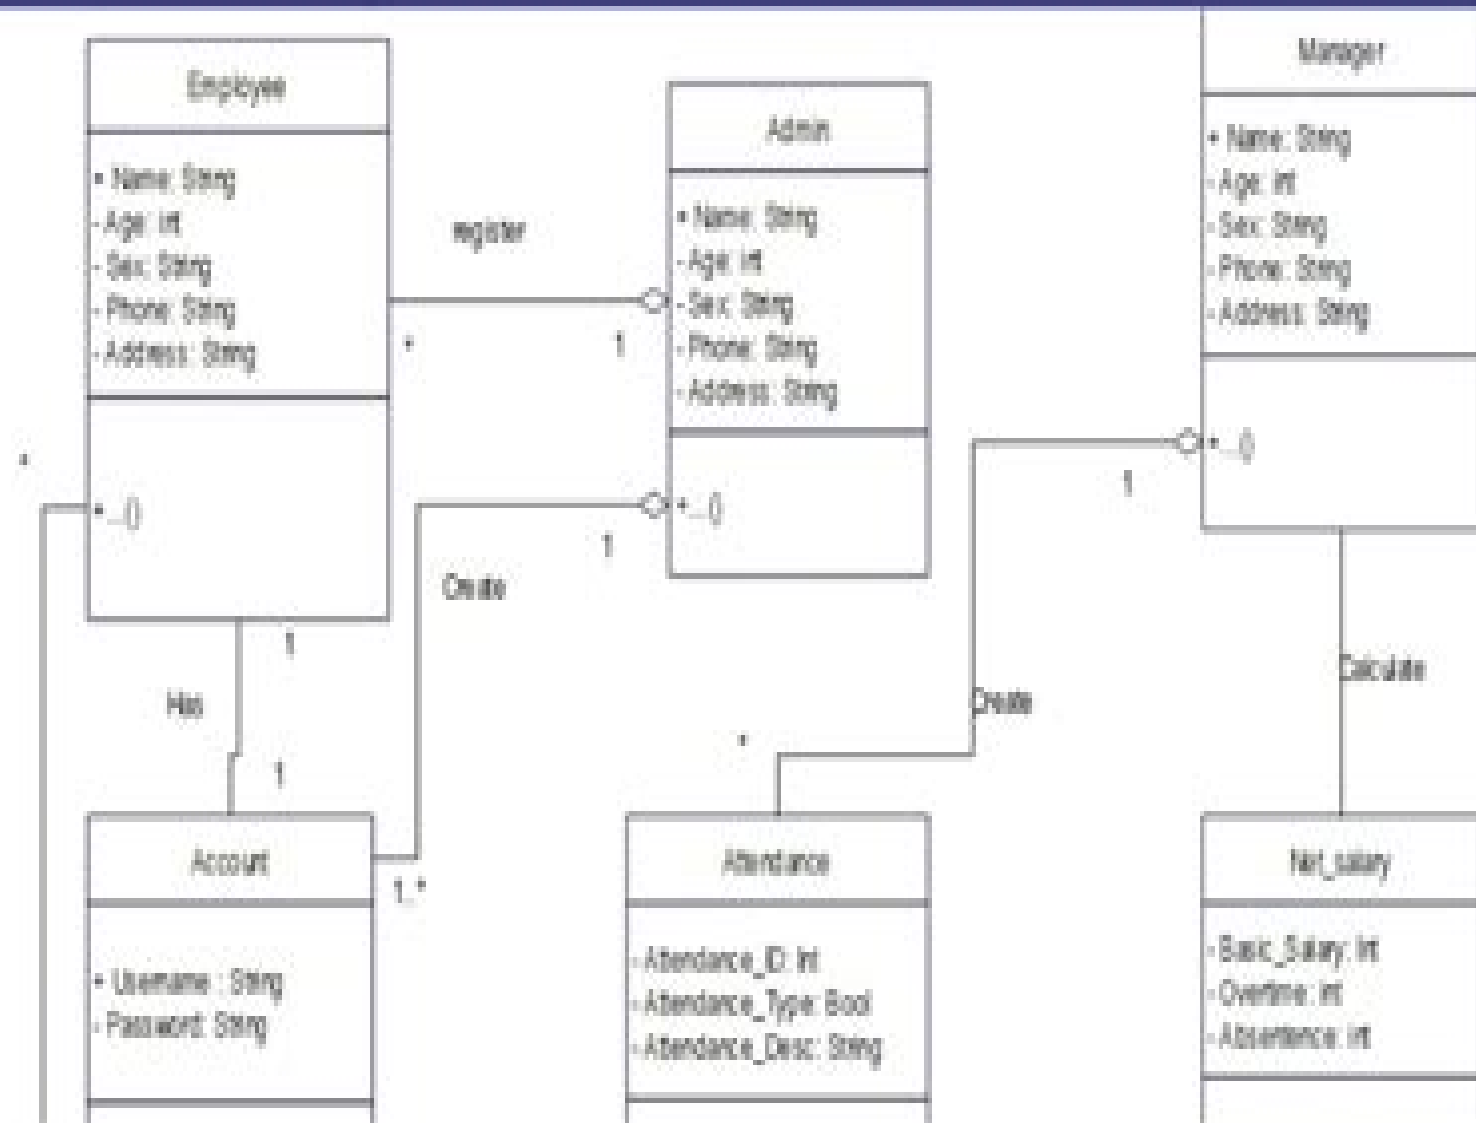 Employee
+ Name: String
- Age: int
- Sex: String
- Phone: String
- Address: String
+ ...()
register
*
1
Admin
+ Name: String
- Age: int
- Sex: String
- Phone: String
- Address: String
+ ...()
1
Create
Manager
+ Name: String
- Age: int
- Sex: String
- Phone: String
- Address: String
+ ...()
1
*
1
Has
1
*
Create
Calculate
Account
1..*
+ Username : String
- Password: String
Attendance
- Attendance_ID: Int
- Attendance_Type: Bool
- Attendance_Desc: String
Net_salary
- Basic_Salary: Int
- Overtime: int
- Absentence: int